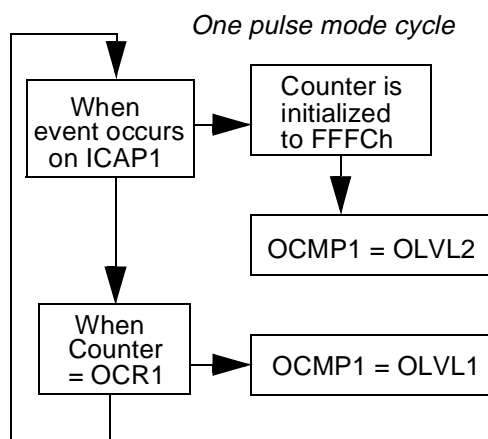 One pulse mode cycle
When
event occurs
on ICAP1
Counter is
initialized
to FFFCh
OCMP1 = OLVL2
When
Counter
= OCR1
OCMP1 = OLVL1